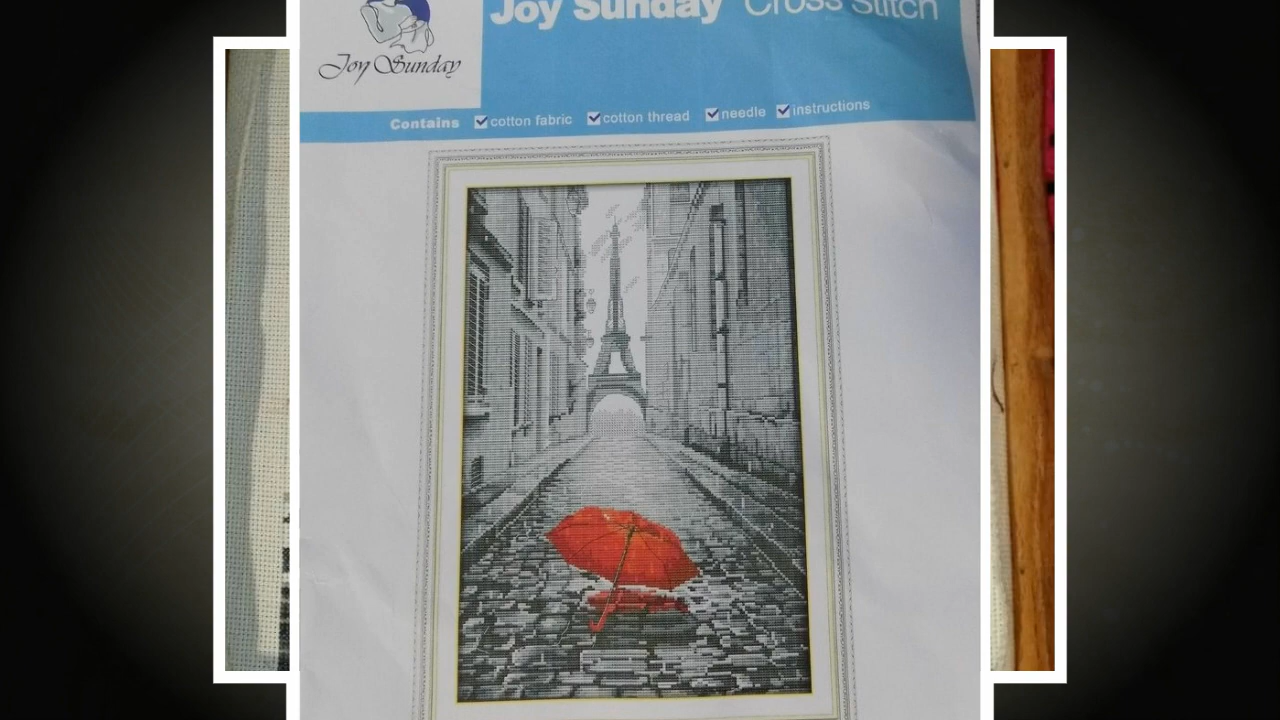 Joy Sunday Cross Stitch
Joy Sunday
Contains cotton fabric cotton thread needle instructions